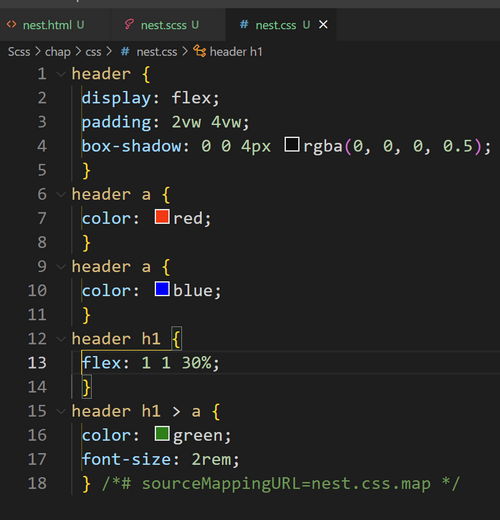 nest.html U nest.scss U nest.css U
Scss > chap > css > nest.css > header h1
1 header {
2 display: flex;
3 padding: 2vw 4vw;
4 box-shadow: 0 0 4px rgba(0, 0, 0, 0.5);
5 }
6 header a {
7 color: red;
8 }
9 header a {
10 color: blue;
11 }
12 header h1 {
13 flex: 1 1 30%;
14 }
15 header h1 > a {
16 color: green;
17 font-size: 2rem;
18 } /*# sourceMappingURL=nest.css.map */